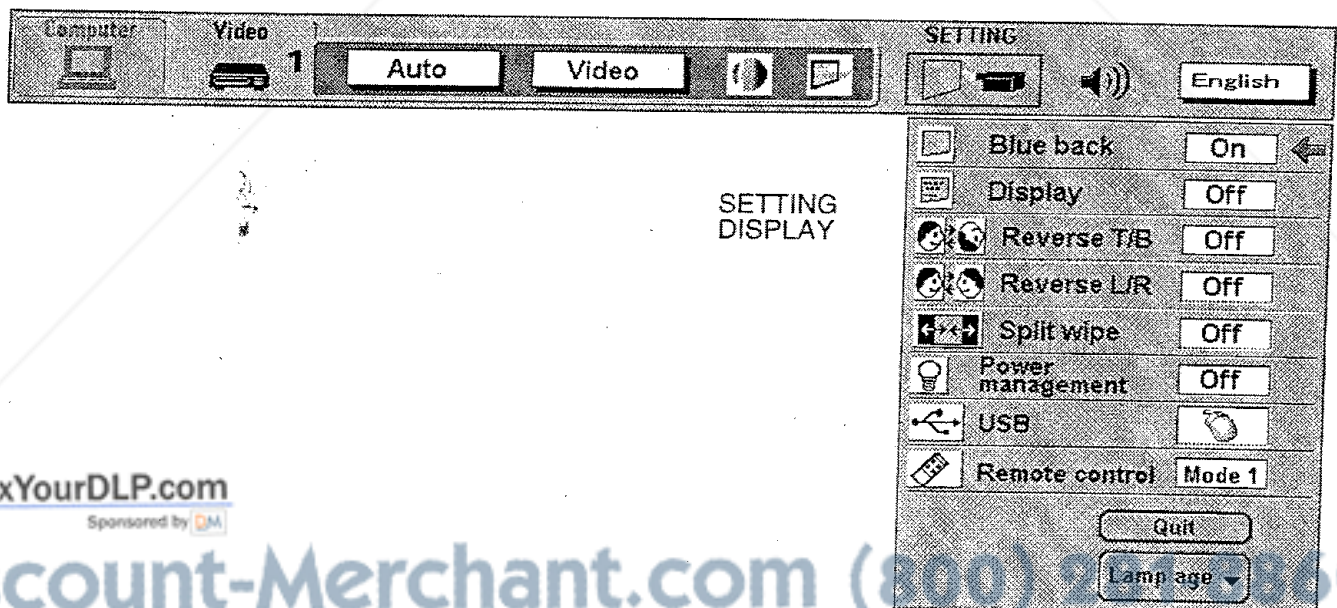 Computer Video SETTING
1 Auto Video English
Blue back On
SETTING Display Off
DISPLAY
Reverse T/B Off
Reverse L/R Off
Split wipe Off
Power
management Off
USB
xYourDLP.com Remote control Mode 1
Sponsored by DM
Quit
count-Merchant.com (800)
Lamp age